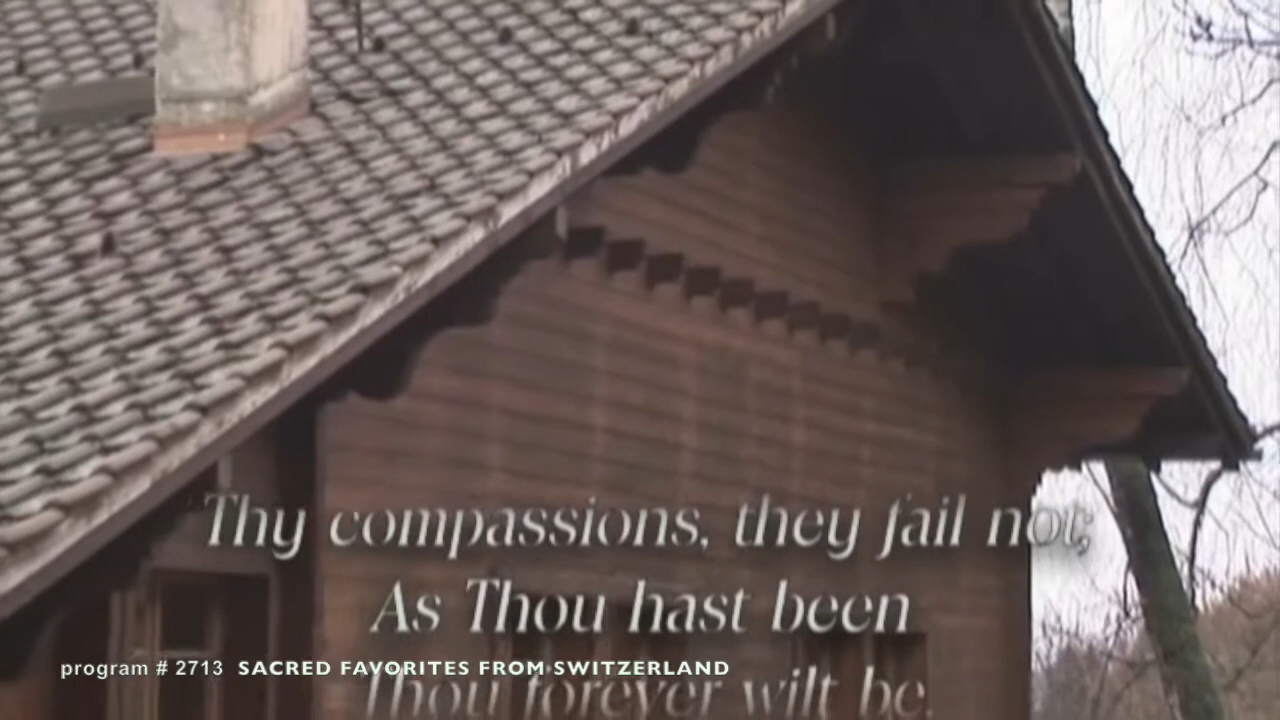 Thy compassions, they fail not;
As Thou hast been
program # 2713 SACRED FAVORITES FROM SWITZERLAND
Thou forever wilt be.